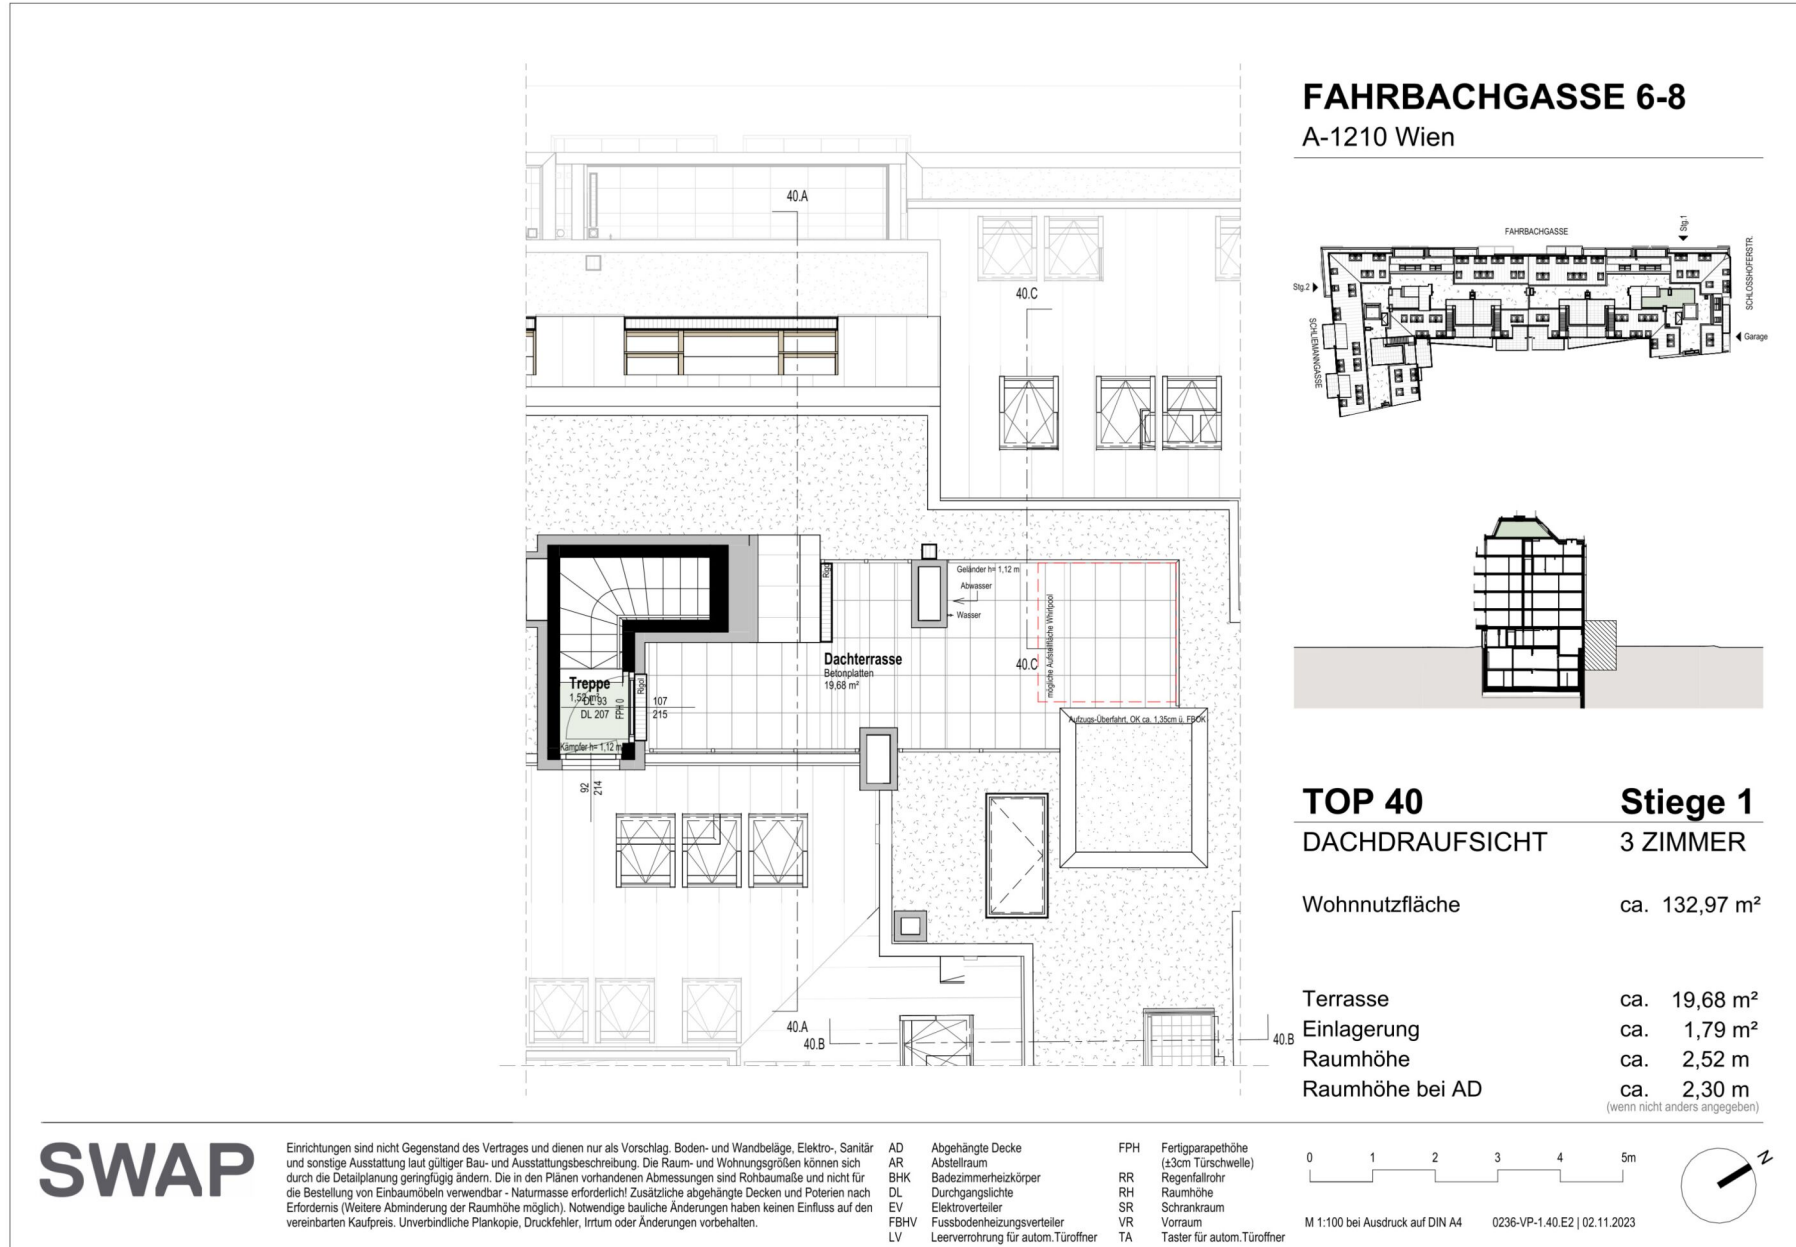 FAHRBACHGASSE 6-8
A-1210 Wien
FAHRBACHGASSE
Stg.1
SCHLOSSHOFERSTR.
Stg.2
SCHLIEMANNGASSE
Garage
40.A
40.C
Rigol
Geländer h= 1,12 m
Abwasser
Wasser
mögliche Aufstellfläche Whirlpool
Dachterrasse
Betonplatten
19,68 m²
40.C
Treppe
1,52 m²
DL 93
DL 207
FPH 0
Rigol
107
215
Kämpfer h= 1,12 m
92
214
Aufzugs-Überfahrt, OK ca. 1,35cm ü. FBOK
40.A
40.B
40.B
TOP 40
Stiege 1
DACHDRAUFSICHT
3 ZIMMER
Wohnnutzfläche ca. 132,97 m²
Terrasse ca. 19,68 m²
Einlagerung ca. 1,79 m²
Raumhöhe ca. 2,52 m
Raumhöhe bei AD ca. 2,30 m
(wenn nicht anders angegeben)
SWAP
Einrichtungen sind nicht Gegenstand des Vertrages und dienen nur als Vorschlag. Boden- und Wandbeläge, Elektro-, Sanitär
und sonstige Ausstattung laut gültiger Bau- und Ausstattungsbeschreibung. Die Raum- und Wohnungsgrößen können sich
durch die Detailplanung geringfügig ändern. Die in den Plänen vorhandenen Abmessungen sind Rohbaumaße und nicht für
die Bestellung von Einbaumöbeln verwendbar - Naturmasse erforderlich! Zusätzliche abgehängte Decken und Poterien nach
Erfordernis (Weitere Abminderung der Raumhöhe möglich). Notwendige bauliche Änderungen haben keinen Einfluss auf den
vereinbarten Kaufpreis. Unverbindliche Plankopie, Druckfehler, Irrtum oder Änderungen vorbehalten.
AD Abgehängte Decke
AR Abstellraum
BHK Badezimmerheizkörper
DL Durchgangslichte
EV Elektroverteiler
FBHV Fussbodenheizungsverteiler
LV Leerverrohrung für autom.Türöffner
FPH Fertigparapethöhe
(±3cm Türschwelle)
RR Regenfallrohr
RH Raumhöhe
SR Schrankraum
VR Vorraum
TA Taster für autom.Türöffner
0 1 2 3 4 5m
M 1:100 bei Ausdruck auf DIN A4
0236-VP-1.40.E2 | 02.11.2023
N